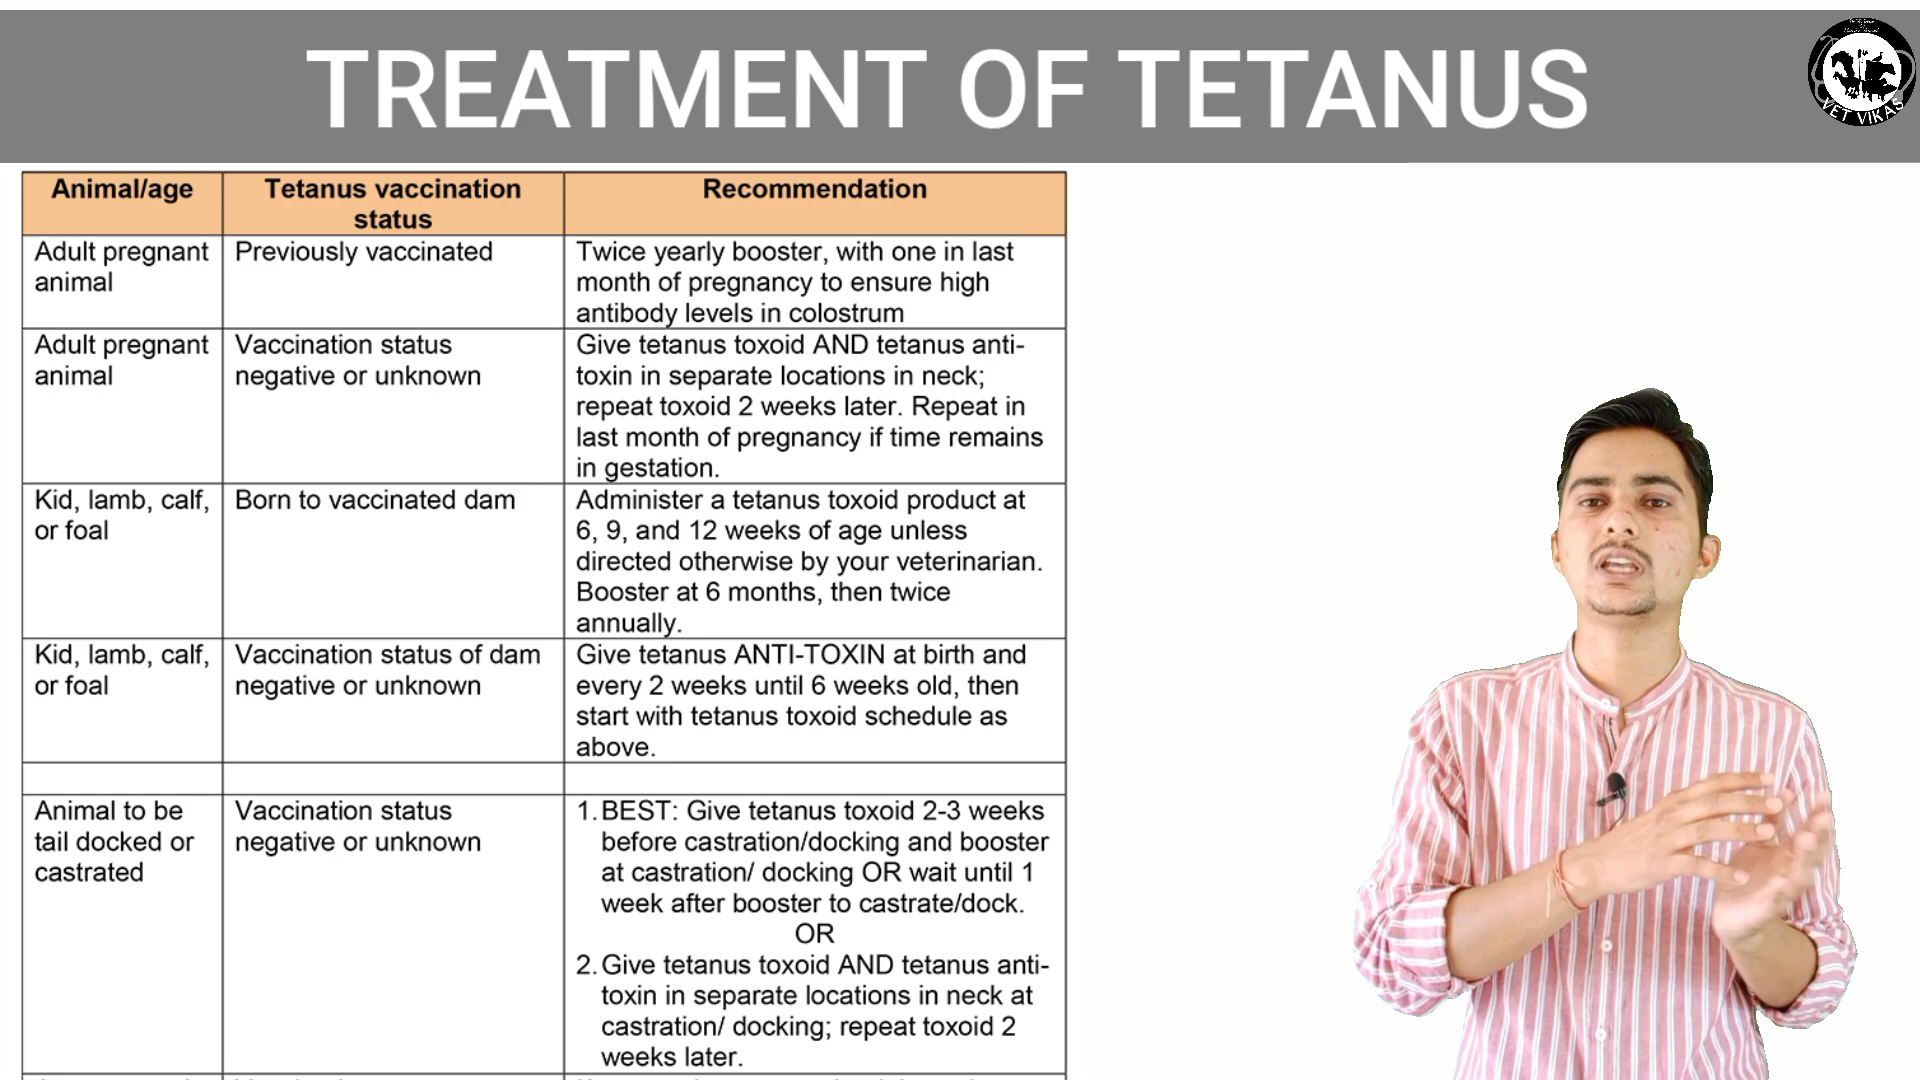 TREATMENT OF TETANUS
VET VIKAS
Animal/age
Tetanus vaccination
status
Recommendation
Adult pregnant
animal
Previously vaccinated
Twice yearly booster, with one in last
month of pregnancy to ensure high
antibody levels in colostrum
Adult pregnant
animal
Vaccination status
negative or unknown
Give tetanus toxoid AND tetanus anti-
toxin in separate locations in neck;
repeat toxoid 2 weeks later. Repeat in
last month of pregnancy if time remains
in gestation.
Kid, lamb, calf,
or foal
Born to vaccinated dam
Administer a tetanus toxoid product at
6, 9, and 12 weeks of age unless
directed otherwise by your veterinarian.
Booster at 6 months, then twice
annually.
Kid, lamb, calf,
or foal
Vaccination status of dam
negative or unknown
Give tetanus ANTI-TOXIN at birth and
every 2 weeks until 6 weeks old, then
start with tetanus toxoid schedule as
above.
Animal to be
tail docked or
castrated
Vaccination status
negative or unknown
1. BEST: Give tetanus toxoid 2-3 weeks
before castration/docking and booster
at castration/ docking OR wait until 1
week after booster to castrate/dock.
OR
2. Give tetanus toxoid AND tetanus anti-
toxin in separate locations in neck at
castration/ docking; repeat toxoid 2
weeks later.